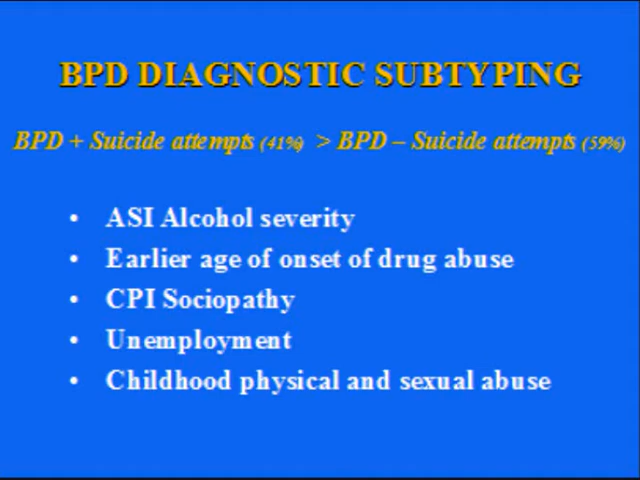 BPD DIAGNOSTIC SUBTYPING
BPD + Suicide attempts (41%) > BPD – Suicide attempts (59%)
• ASI Alcohol severity
• Earlier age of onset of drug abuse
• CPI Sociopathy
• Unemployment
• Childhood physical and sexual abuse